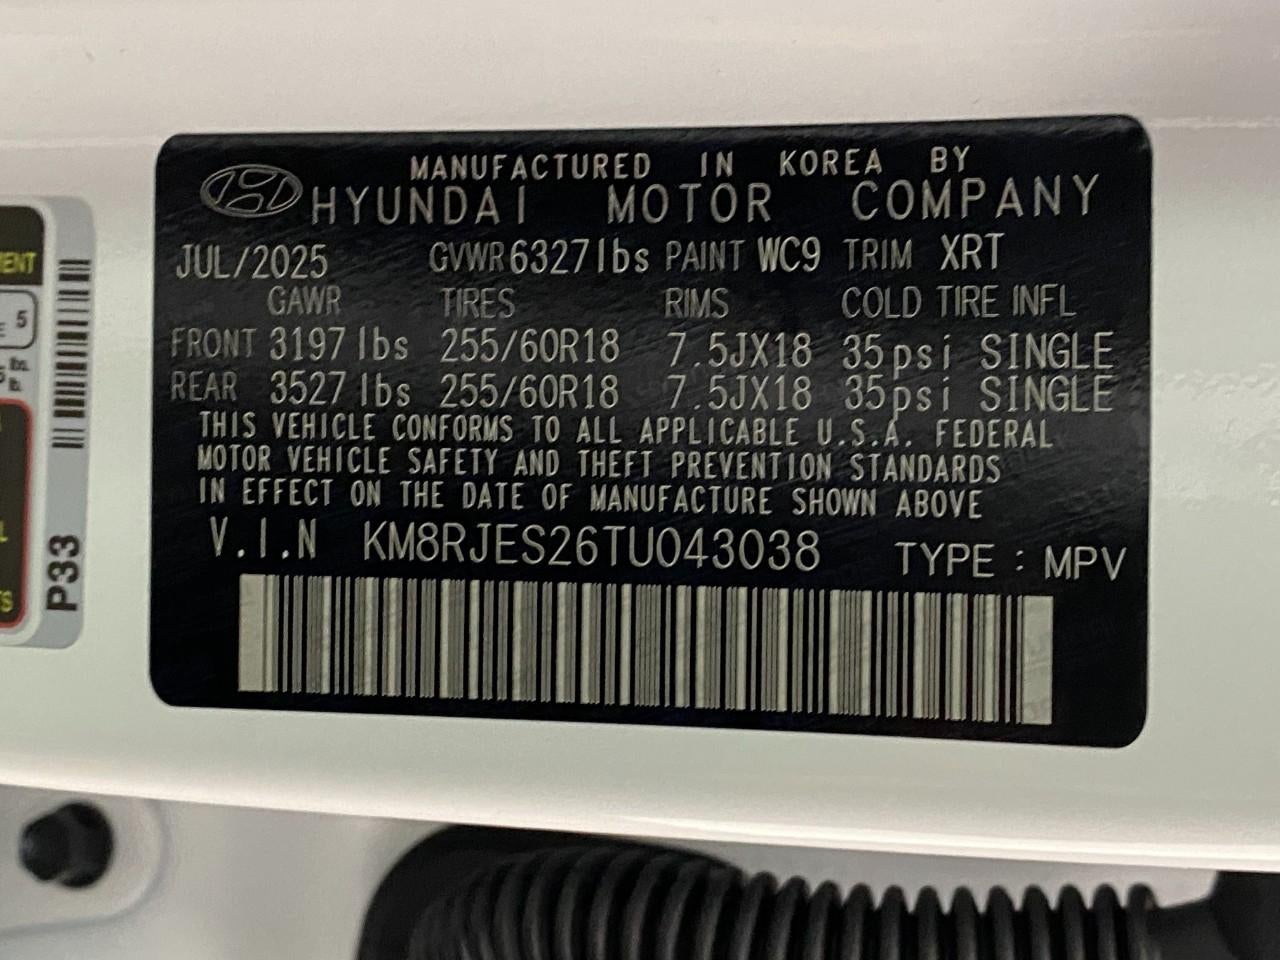 MANUFACTURED IN KOREA BY
HYUNDAI MOTOR COMPANY
JUL/2025 GVWR 6327lbs PAINT WC9 TRIM XRT
GAWR TIRES RIMS COLD TIRE INFL
FRONT 3197 lbs 255/60R18 7.5JX18 35psi SINGLE
REAR 3527 lbs 255/60R18 7.5JX18 35psi SINGLE
THIS VEHICLE CONFORMS TO ALL APPLICABLE U.S.A. FEDERAL
MOTOR VEHICLE SAFETY AND THEFT PREVENTION STANDARDS
IN EFFECT ON THE DATE OF MANUFACTURE SHOWN ABOVE
V.I.N KM8RJES26TU043038 TYPE : MPV
5
P33